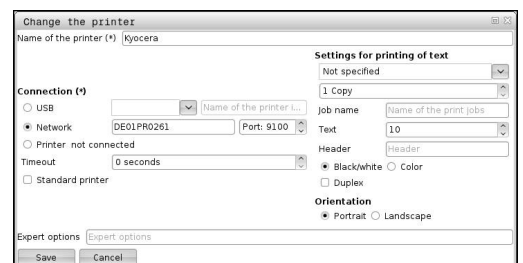 Change the printer
Name of the printer (*) Kyocera
Settings for printing of text
Not specified
1 Copy
Connection (*)
USB Name of the printer i...
Job name Name of the print jobs
Network DE01PR0261 Port: 9100
Text 10
Printer not connected
Header Header
Timeout 0 seconds
Black/white Color
Standard printer
Duplex
Orientation
Portrait Landscape
Expert options Expert options
Save Cancel